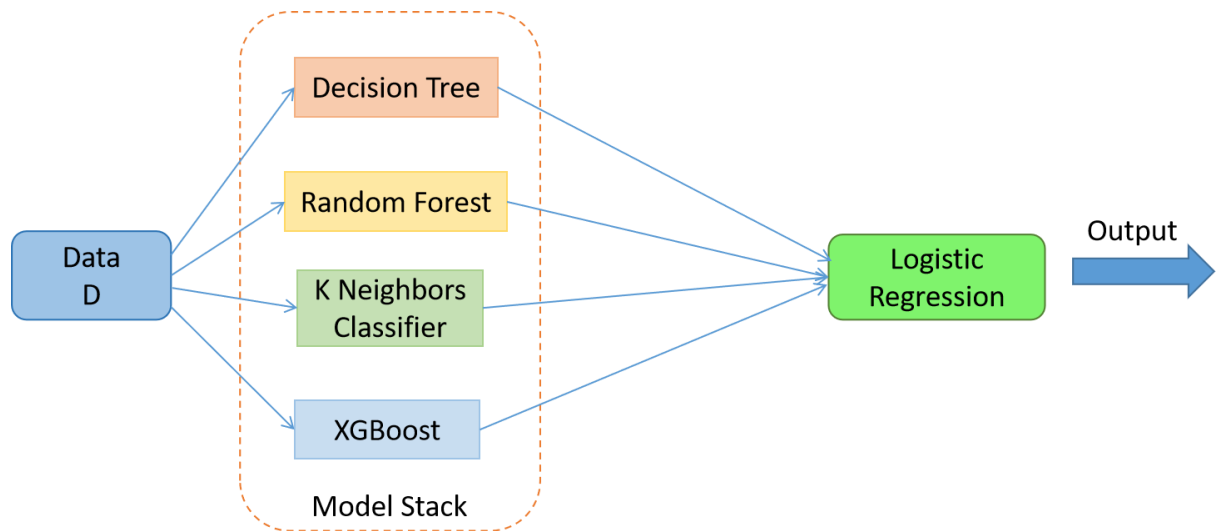 Data
D
Decision Tree
Random Forest
K Neighbors
Classifier
XGBoost
Model Stack
Logistic
Regression
Output